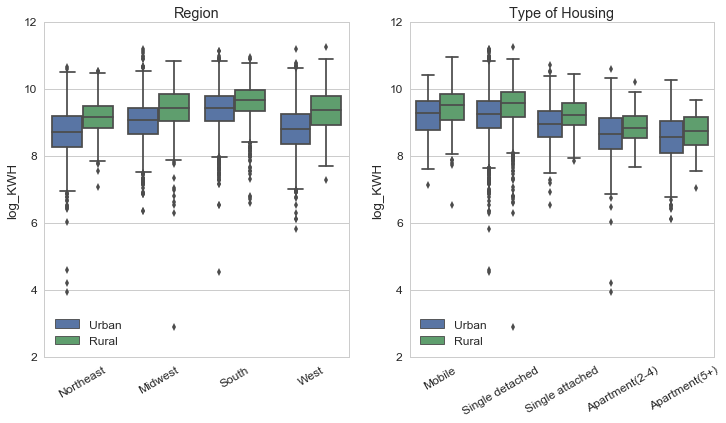 Region
12
10
8
6
4
2
log_KWH
Urban
Rural
Northeast
Midwest
South
West
Type of Housing
12
10
8
6
4
2
log_KWH
Urban
Rural
Mobile
Single detached
Single attached
Apartment(2-4)
Apartment(5+)